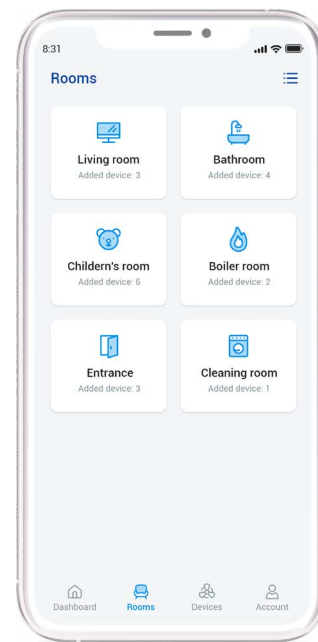 8:31
Rooms
Living room
Added device: 3
Bathroom
Added device: 4
Childern's room
Added device: 6
Boiler room
Added device: 2
Entrance
Added device: 3
Cleaning room
Added device: 1
Dashboard
Rooms
Devices
Account